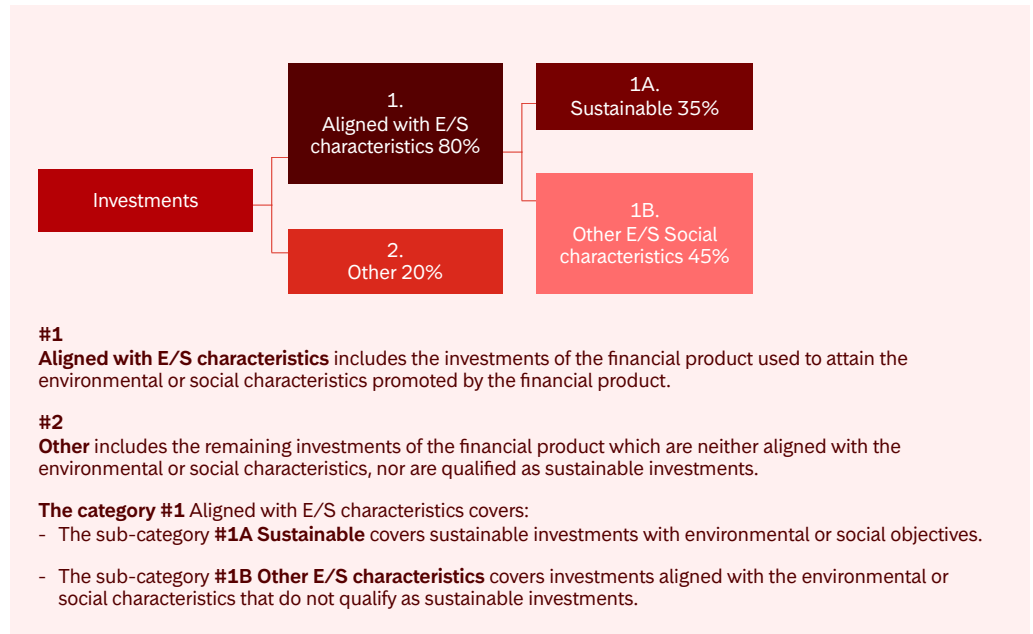 Investments
1.
Aligned with E/S
characteristics 80%
2.
Other 20%
1A.
Sustainable 35%
1B.
Other E/S Social
characteristics 45%
#1
Aligned with E/S characteristics includes the investments of the financial product used to attain the
environmental or social characteristics promoted by the financial product.
#2
Other includes the remaining investments of the financial product which are neither aligned with the
environmental or social characteristics, nor are qualified as sustainable investments.
The category #1 Aligned with E/S characteristics covers:
- The sub-category #1A Sustainable covers sustainable investments with environmental or social objectives.
- The sub-category #1B Other E/S characteristics covers investments aligned with the environmental or
social characteristics that do not qualify as sustainable investments.